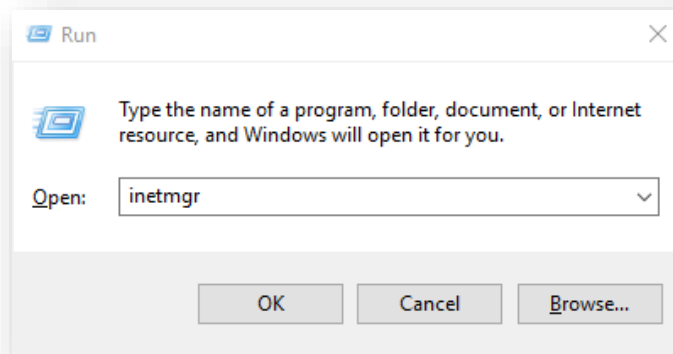 Run
Type the name of a program, folder, document, or Internet
resource, and Windows will open it for you.
Open: inetmgr
OK Cancel Browse...